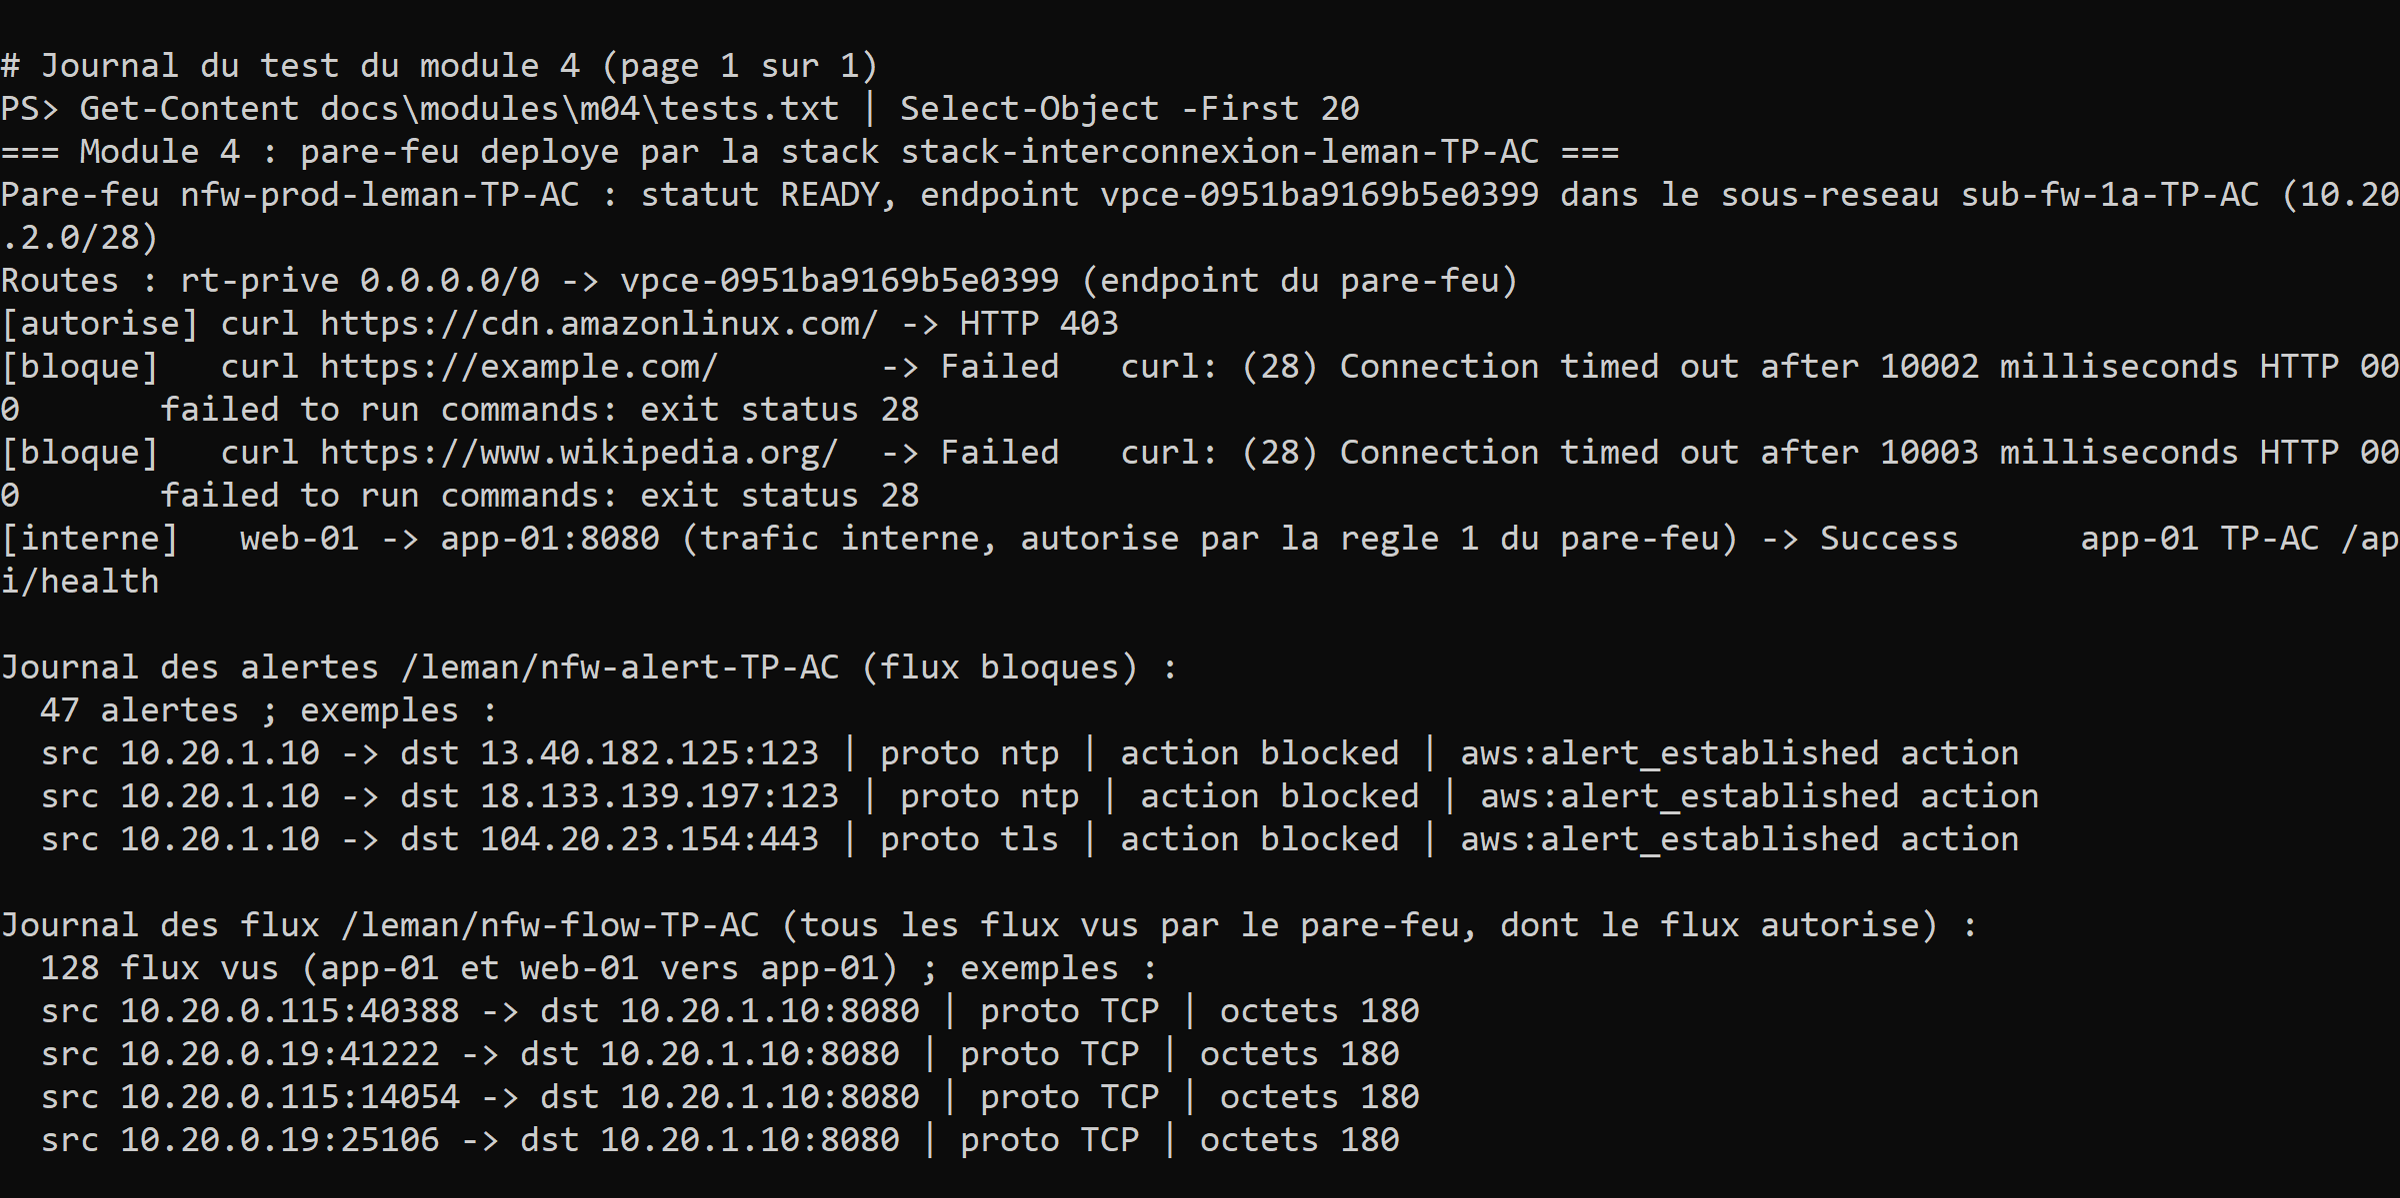 # Journal du test du module 4 (page 1 sur 1)
PS> Get-Content docs\modules\m04\tests.txt | Select-Object -First 20
=== Module 4 : pare-feu deploye par la stack stack-interconnexion-leman-TP-AC ===
Pare-feu nfw-prod-leman-TP-AC : statut READY, endpoint vpce-0951ba9169b5e0399 dans le sous-reseau sub-fw-1a-TP-AC (10.20
.2.0/28)
Routes : rt-prive 0.0.0.0/0 -> vpce-0951ba9169b5e0399 (endpoint du pare-feu)
[autorise] curl https://cdn.amazonlinux.com/ -> HTTP 403
[bloque]   curl https://example.com/        -> Failed   curl: (28) Connection timed out after 10002 milliseconds HTTP 00
0       failed to run commands: exit status 28
[bloque]   curl https://www.wikipedia.org/  -> Failed   curl: (28) Connection timed out after 10003 milliseconds HTTP 00
0       failed to run commands: exit status 28
[interne]   web-01 -> app-01:8080 (trafic interne, autorise par la regle 1 du pare-feu) -> Success      app-01 TP-AC /ap
i/health

Journal des alertes /leman/nfw-alert-TP-AC (flux bloques) :
  47 alertes ; exemples :
  src 10.20.1.10 -> dst 13.40.182.125:123 | proto ntp | action blocked | aws:alert_established action
  src 10.20.1.10 -> dst 18.133.139.197:123 | proto ntp | action blocked | aws:alert_established action
  src 10.20.1.10 -> dst 104.20.23.154:443 | proto tls | action blocked | aws:alert_established action

Journal des flux /leman/nfw-flow-TP-AC (tous les flux vus par le pare-feu, dont le flux autorise) :
  128 flux vus (app-01 et web-01 vers app-01) ; exemples :
  src 10.20.0.115:40388 -> dst 10.20.1.10:8080 | proto TCP | octets 180
  src 10.20.0.19:41222 -> dst 10.20.1.10:8080 | proto TCP | octets 180
  src 10.20.0.115:14054 -> dst 10.20.1.10:8080 | proto TCP | octets 180
  src 10.20.0.19:25106 -> dst 10.20.1.10:8080 | proto TCP | octets 180